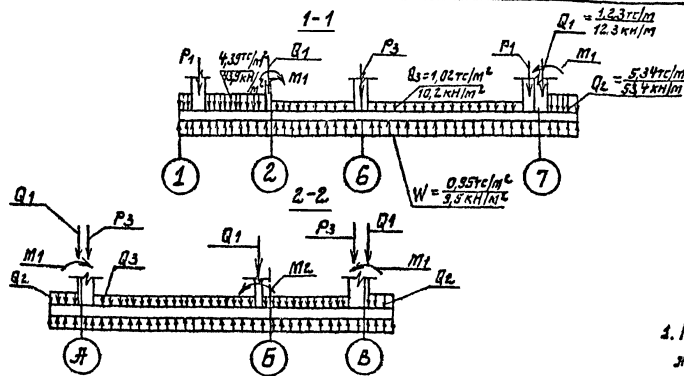 1-1
P1
4,39тс/м²
43,9кН/м²
Q1
M1
P3
Q3=1,02тс/м²
10,2кН/м²
P1
Q1=1,23тс/м
12.3кН/м
M1
Q2=5,34тс/м
53,4кН/м
1
2
6
7
W=0,95тс/м²
9,5кН/м²
2-2
Q1
P3
M1
Q2
Q3
Q1
M2
P3
Q1
M1
Q2
А
Б
В
1.